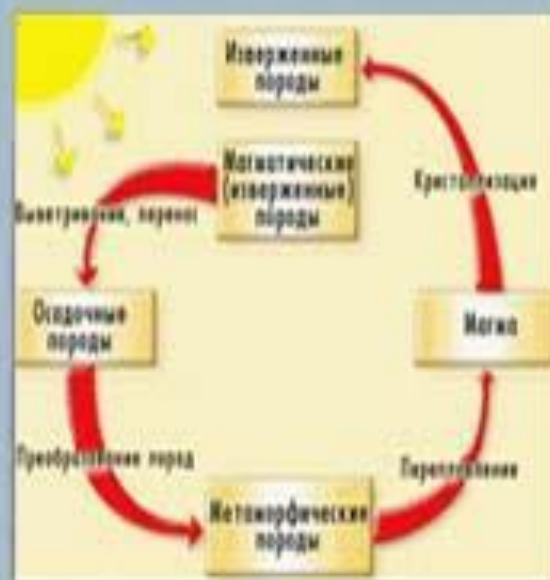 Изверженные
породы
Магматические
(изверженные)
породы
Кристаллизация
Выветривание, перенос
Осадочные
породы
Магма
Преобразование пород
Переплавление
Метаморфические
породы